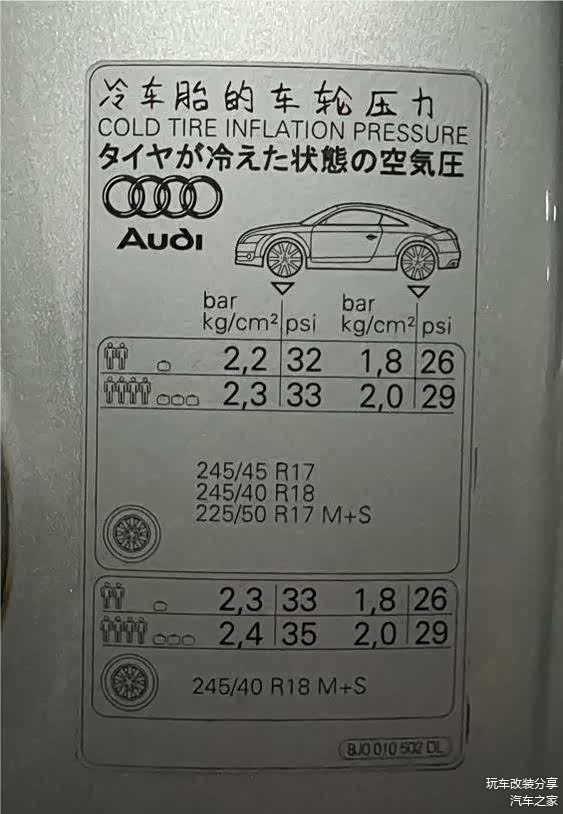 冷车胎的车轮压力
COLD TIRE INFLATION PRESSURE
タイヤが冷えた状態の空気圧
Audi
bar
kg/cm² psi
bar
kg/cm² psi
2,2 32 1,8 26
2,3 33 2,0 29
245/45 R17
245/40 R18
225/50 R17 M+S
2,3 33 1,8 26
2,4 35 2,0 29
245/40 R18 M+S
8J0 010 502 DL
玩车改装分享
汽车之家